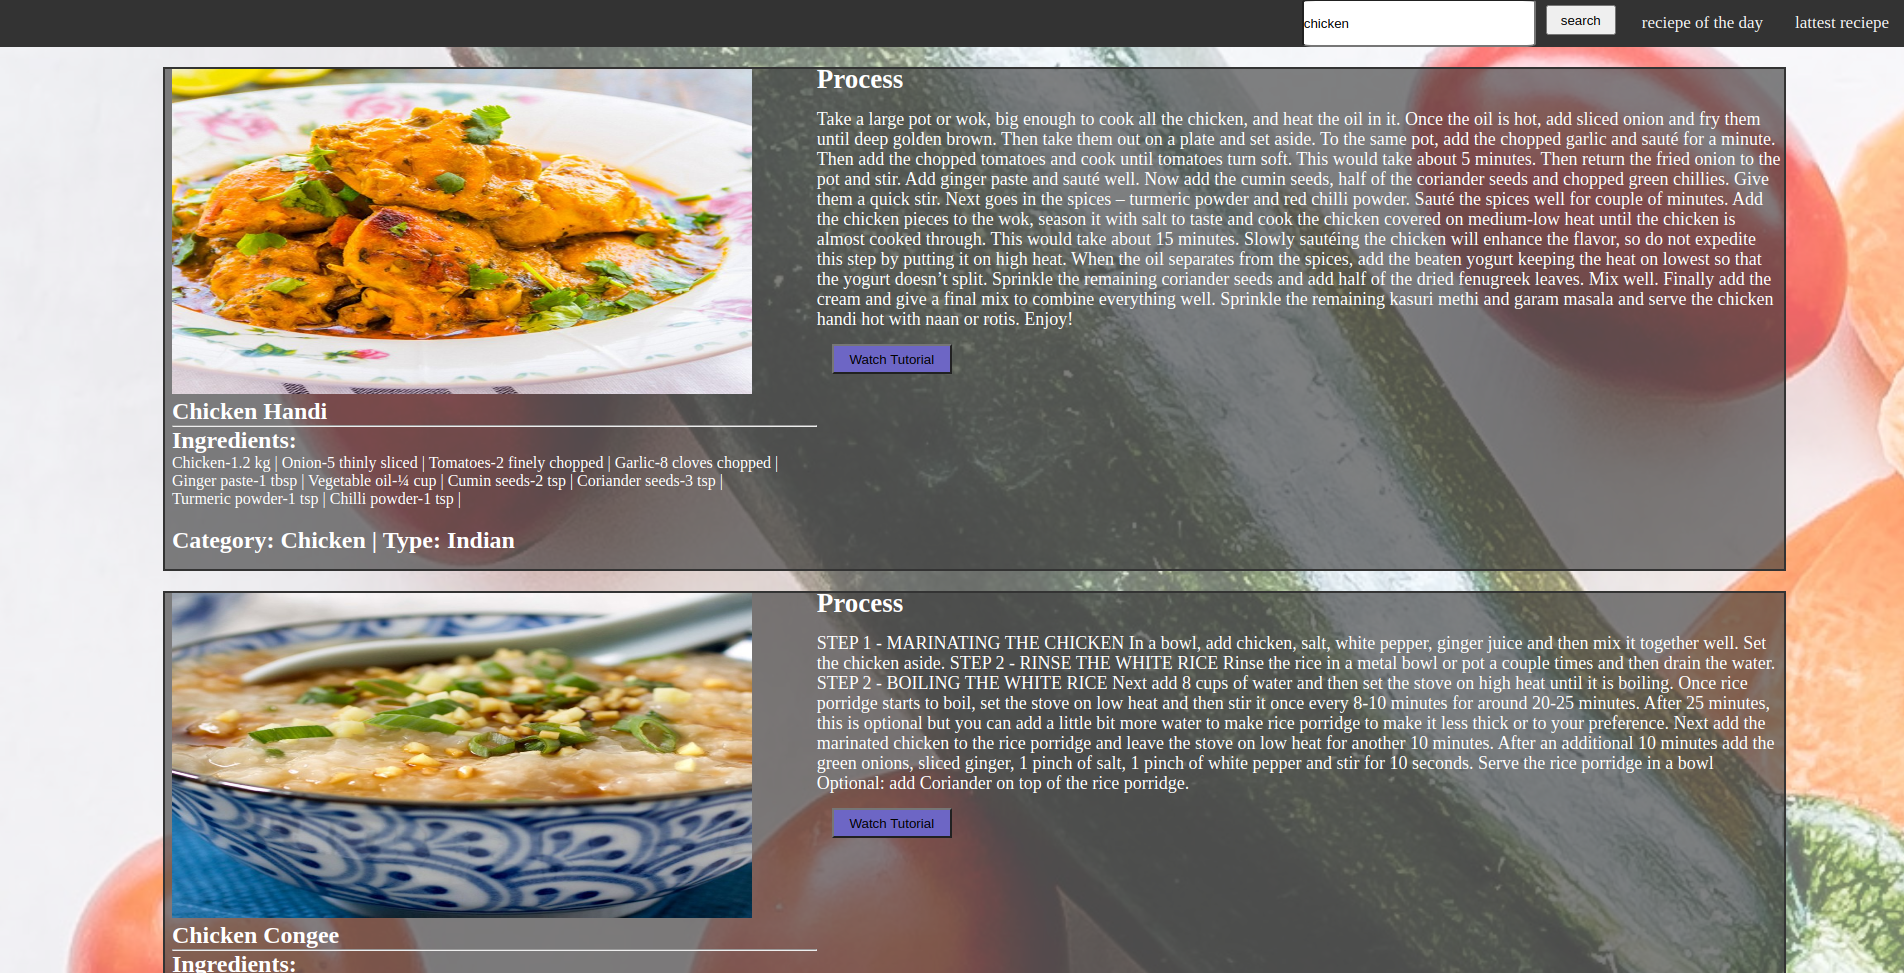 chicken
search
reciepe of the day
lattest reciepe
Process
Take a large pot or wok, big enough to cook all the chicken, and heat the oil in it. Once the oil is hot, add sliced onion and fry them
until deep golden brown. Then take them out on a plate and set aside. To the same pot, add the chopped garlic and sauté for a minute.
Then add the chopped tomatoes and cook until tomatoes turn soft. This would take about 5 minutes. Then return the fried onion to the
pot and stir. Add ginger paste and sauté well. Now add the cumin seeds, half of the coriander seeds and chopped green chillies. Give
them a quick stir. Next goes in the spices – turmeric powder and red chilli powder. Sauté the spices well for couple of minutes. Add
the chicken pieces to the wok, season it with salt to taste and cook the chicken covered on medium-low heat until the chicken is
almost cooked through. This would take about 15 minutes. Slowly sautéing the chicken will enhance the flavor, so do not expedite
this step by putting it on high heat. When the oil separates from the spices, add the beaten yogurt keeping the heat on lowest so that
the yogurt doesn’t split. Sprinkle the remaining coriander seeds and add half of the dried fenugreek leaves. Mix well. Finally add the
cream and give a final mix to combine everything well. Sprinkle the remaining kasuri methi and garam masala and serve the chicken
handi hot with naan or rotis. Enjoy!
Watch Tutorial
Chicken Handi
Ingredients:
Chicken-1.2 kg | Onion-5 thinly sliced | Tomatoes-2 finely chopped | Garlic-8 cloves chopped |
Ginger paste-1 tbsp | Vegetable oil-¼ cup | Cumin seeds-2 tsp | Coriander seeds-3 tsp |
Turmeric powder-1 tsp | Chilli powder-1 tsp |
Category: Chicken | Type: Indian
Process
STEP 1 - MARINATING THE CHICKEN In a bowl, add chicken, salt, white pepper, ginger juice and then mix it together well. Set
the chicken aside. STEP 2 - RINSE THE WHITE RICE Rinse the rice in a metal bowl or pot a couple times and then drain the water.
STEP 2 - BOILING THE WHITE RICE Next add 8 cups of water and then set the stove on high heat until it is boiling. Once rice
porridge starts to boil, set the stove on low heat and then stir it once every 8-10 minutes for around 20-25 minutes. After 25 minutes,
this is optional but you can add a little bit more water to make rice porridge to make it less thick or to your preference. Next add the
marinated chicken to the rice porridge and leave the stove on low heat for another 10 minutes. After an additional 10 minutes add the
green onions, sliced ginger, 1 pinch of salt, 1 pinch of white pepper and stir for 10 seconds. Serve the rice porridge in a bowl
Optional: add Coriander on top of the rice porridge.
Watch Tutorial
Chicken Congee
Ingredients: